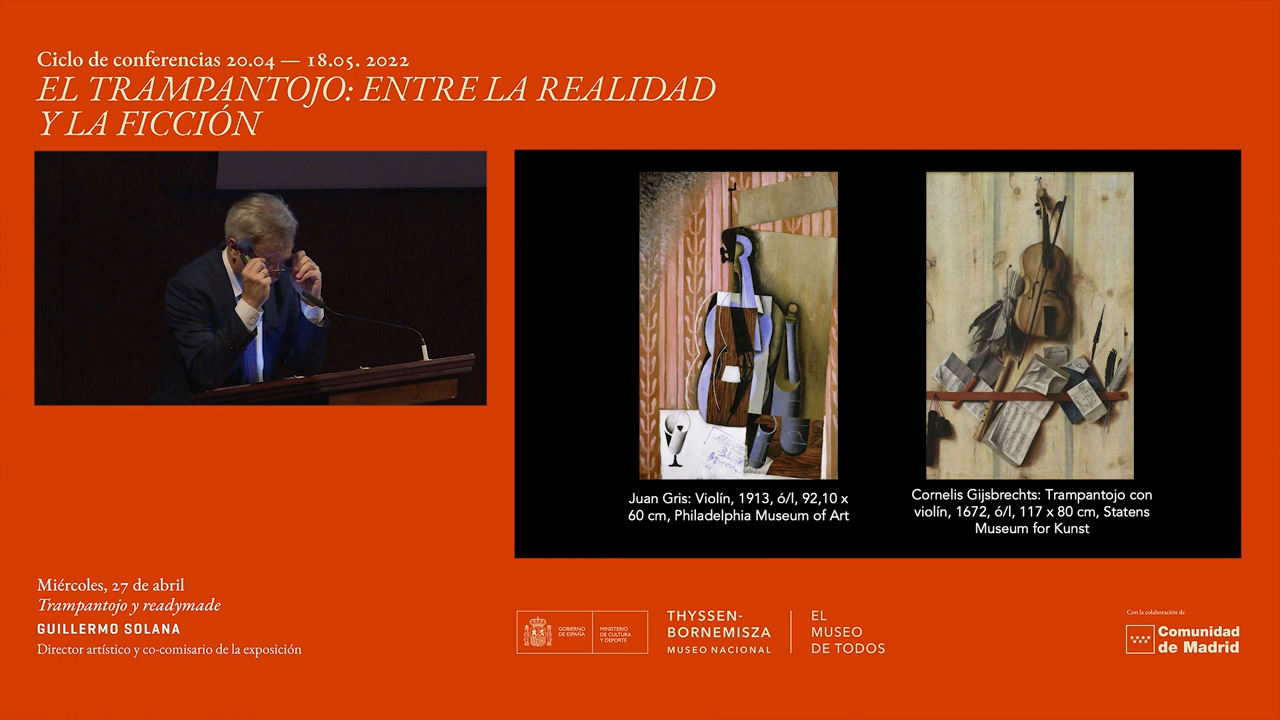 Ciclo de conferencias 20.04 — 18.05. 2022
EL TRAMPANTOJO: ENTRE LA REALIDAD
Y LA FICCIÓN
Juan Gris: Violín, 1913, ó/l, 92,10 x
60 cm, Philadelphia Museum of Art
Cornelis Gijsbrechts: Trampantojo con
violín, 1672, ó/l, 117 x 80 cm, Statens
Museum for Kunst
Miércoles, 27 de abril
Trampantojo y readymade
GUILLERMO SOLANA
Director artístico y co-comisario de la exposición
GOBIERNO
DE ESPAÑA
MINISTERIO
DE CULTURA
Y DEPORTE
THYSSEN-
BORNEMISZA
MUSEO NACIONAL
EL
MUSEO
DE TODOS
Con la colaboración de
Comunidad
de Madrid